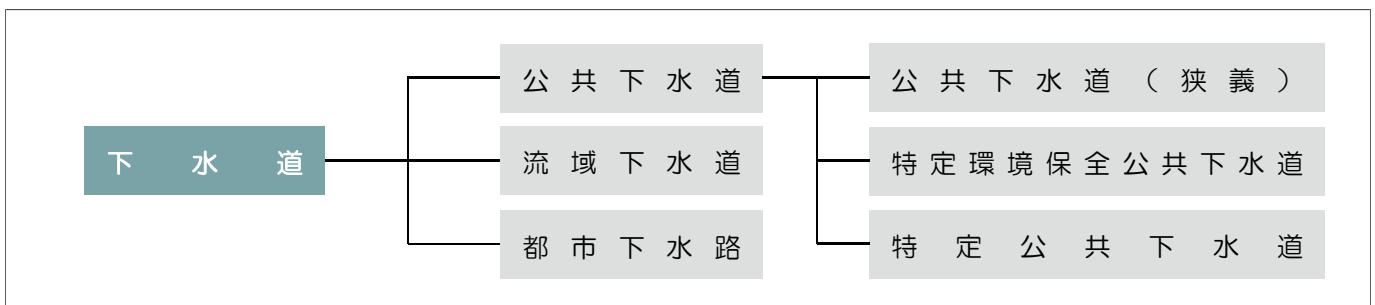 下水道
公共下水道
流域下水道
都市下水路
公共下水道（狭義）
特定環境保全公共下水道
特定公共下水道